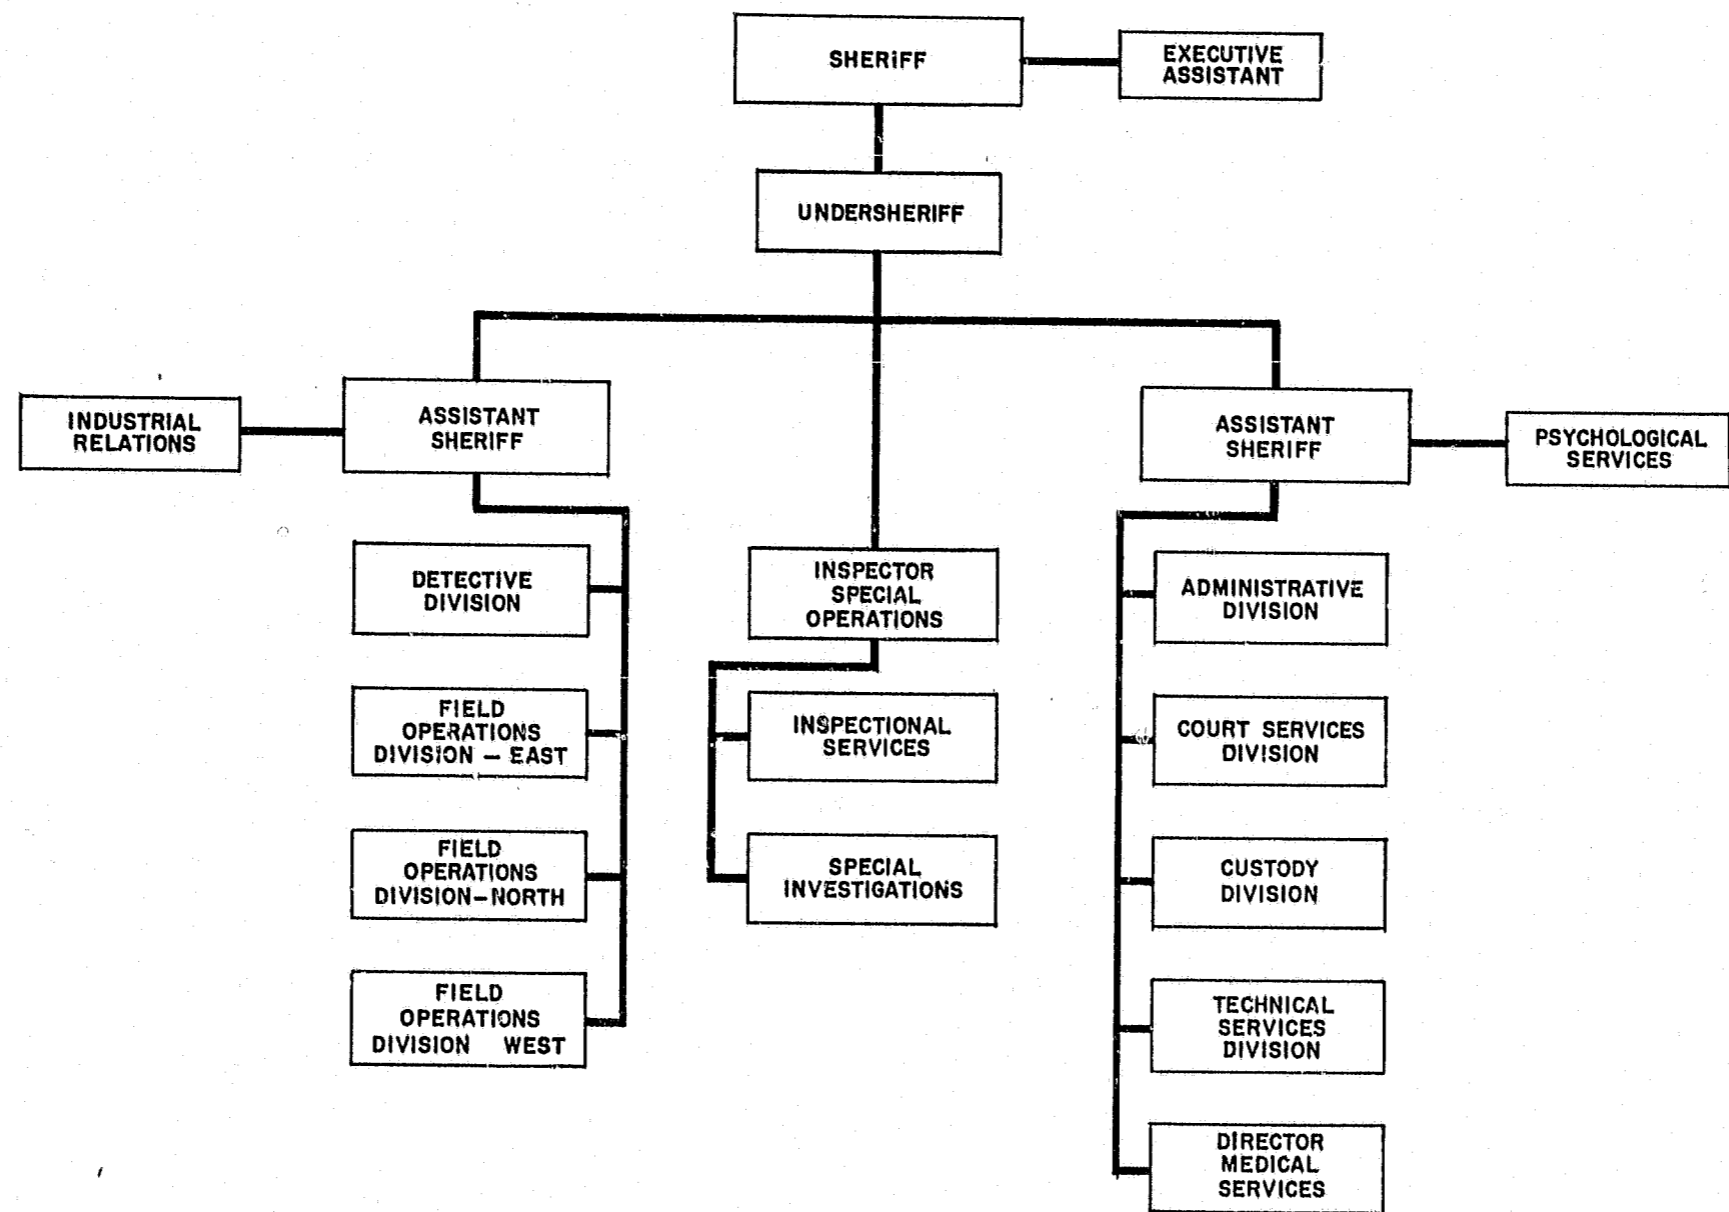 SHERIFF
EXECUTIVE
ASSISTANT
UNDERSHERIFF
INDUSTRIAL
RELATIONS
ASSISTANT
SHERIFF
ASSISTANT
SHERIFF
PSYCHOLOGICAL
SERVICES
DETECTIVE
DIVISION
FIELD
OPERATIONS
DIVISION — EAST
FIELD
OPERATIONS
DIVISION—NORTH
FIELD
OPERATIONS
DIVISION WEST
INSPECTOR
SPECIAL
OPERATIONS
INSPECTIONAL
SERVICES
SPECIAL
INVESTIGATIONS
ADMINISTRATIVE
DIVISION
COURT SERVICES
DIVISION
CUSTODY
DIVISION
TECHNICAL
SERVICES
DIVISION
DIRECTOR
MEDICAL
SERVICES